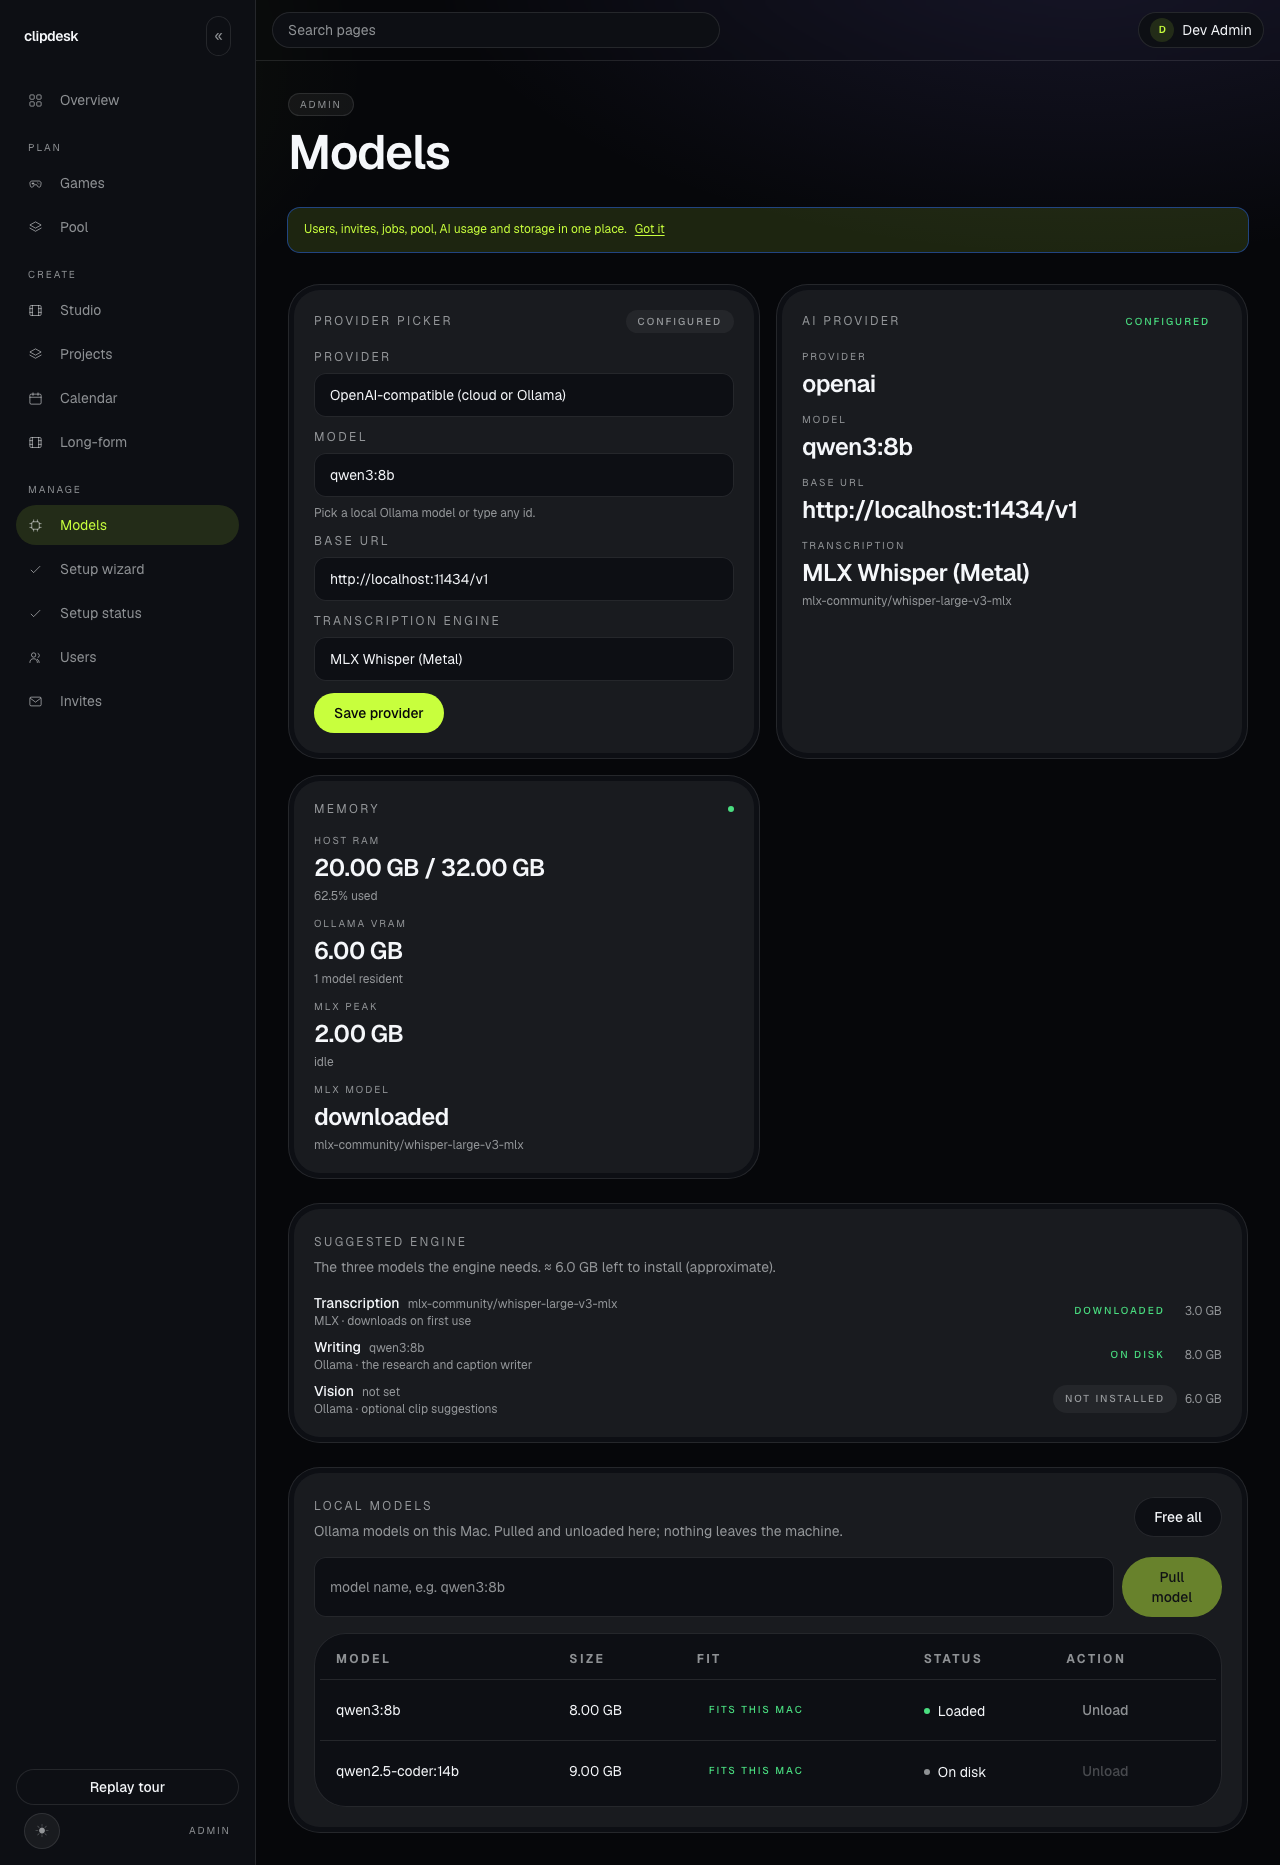 clipdesk
«
Search pages
D
Dev Admin
Overview
PLAN
Games
Pool
CREATE
Studio
Projects
Calendar
Long-form
MANAGE
Models
Setup wizard
Setup status
Users
Invites
Replay tour
ADMIN
ADMIN
Models
Users, invites, jobs, pool, AI usage and storage in one place. Got it
PROVIDER PICKER
CONFIGURED
PROVIDER
OpenAI-compatible (cloud or Ollama)
MODEL
qwen3:8b
Pick a local Ollama model or type any id.
BASE URL
http://localhost:11434/v1
TRANSCRIPTION ENGINE
MLX Whisper (Metal)
Save provider
AI PROVIDER
CONFIGURED
PROVIDER
openai
MODEL
qwen3:8b
BASE URL
http://localhost:11434/v1
TRANSCRIPTION
MLX Whisper (Metal)
mlx-community/whisper-large-v3-mlx
MEMORY
HOST RAM
20.00 GB / 32.00 GB
62.5% used
OLLAMA VRAM
6.00 GB
1 model resident
MLX PEAK
2.00 GB
idle
MLX MODEL
downloaded
mlx-community/whisper-large-v3-mlx
SUGGESTED ENGINE
The three models the engine needs. ≈ 6.0 GB left to install (approximate).
Transcription mlx-community/whisper-large-v3-mlx
MLX · downloads on first use
DOWNLOADED 3.0 GB
Writing qwen3:8b
Ollama · the research and caption writer
ON DISK 8.0 GB
Vision not set
Ollama · optional clip suggestions
NOT INSTALLED 6.0 GB
LOCAL MODELS
Ollama models on this Mac. Pulled and unloaded here; nothing leaves the machine.
Free all
model name, e.g. qwen3:8b
Pull
model
MODEL SIZE FIT STATUS ACTION
qwen3:8b 8.00 GB FITS THIS MAC Loaded Unload
qwen2.5-coder:14b 9.00 GB FITS THIS MAC On disk Unload